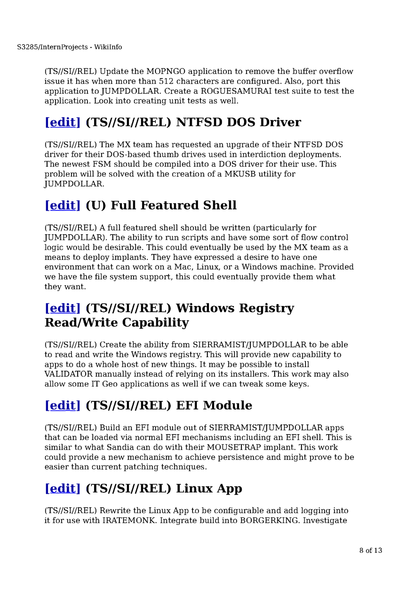 S3285/InternProjects - WikiInfo
(TS//SI//REL) Update the MOPNGO application to remove the buffer overflow
issue it has when more than 512 characters are configured. Also, port this
application to JUMPDOLLAR. Create a ROGUESAMURAI test suite to test the
application. Look into creating unit tests as well.
[edit] (TS//SI//REL) NTFSD DOS Driver
(TS//SI//REL) The MX team has requested an upgrade of their NTFSD DOS
driver for their DOS-based thumb drives used in interdiction deployments.
The newest FSM should be compiled into a DOS driver for their use. This
problem will be solved with the creation of a MKUSB utility for
JUMPDOLLAR.
[edit] (U) Full Featured Shell
(TS//SI//REL) A full featured shell should be written (particularly for
JUMPDOLLAR). The ability to run scripts and have some sort of flow control
logic would be desirable. This could eventually be used by the MX team as a
means to deploy implants. They have expressed a desire to have one
environment that can work on a Mac, Linux, or a Windows machine. Provided
we have the file system support, this could eventually provide them what
they want.
[edit] (TS//SI//REL) Windows Registry
Read/Write Capability
(TS//SI//REL) Create the ability from SIERRAMIST/JUMPDOLLAR to be able
to read and write the Windows registry. This will provide new capability to
apps to do a whole host of new things. It may be possible to install
VALIDATOR manually instead of relying on its installers. This work may also
allow some IT Geo applications as well if we can tweak some keys.
[edit] (TS//SI//REL) EFI Module
(TS//SI//REL) Build an EFI module out of SIERRAMIST/JUMPDOLLAR apps
that can be loaded via normal EFI mechanisms including an EFI shell. This is
similar to what Sandia can do with their MOUSETRAP implant. This work
could provide a new mechanism to achieve persistence and might prove to be
easier than current patching techniques.
[edit] (TS//SI//REL) Linux App
(TS//SI//REL) Rewrite the Linux App to be configurable and add logging into
it for use with IRATEMONK. Integrate build into BORGERKING. Investigate
8 of 13